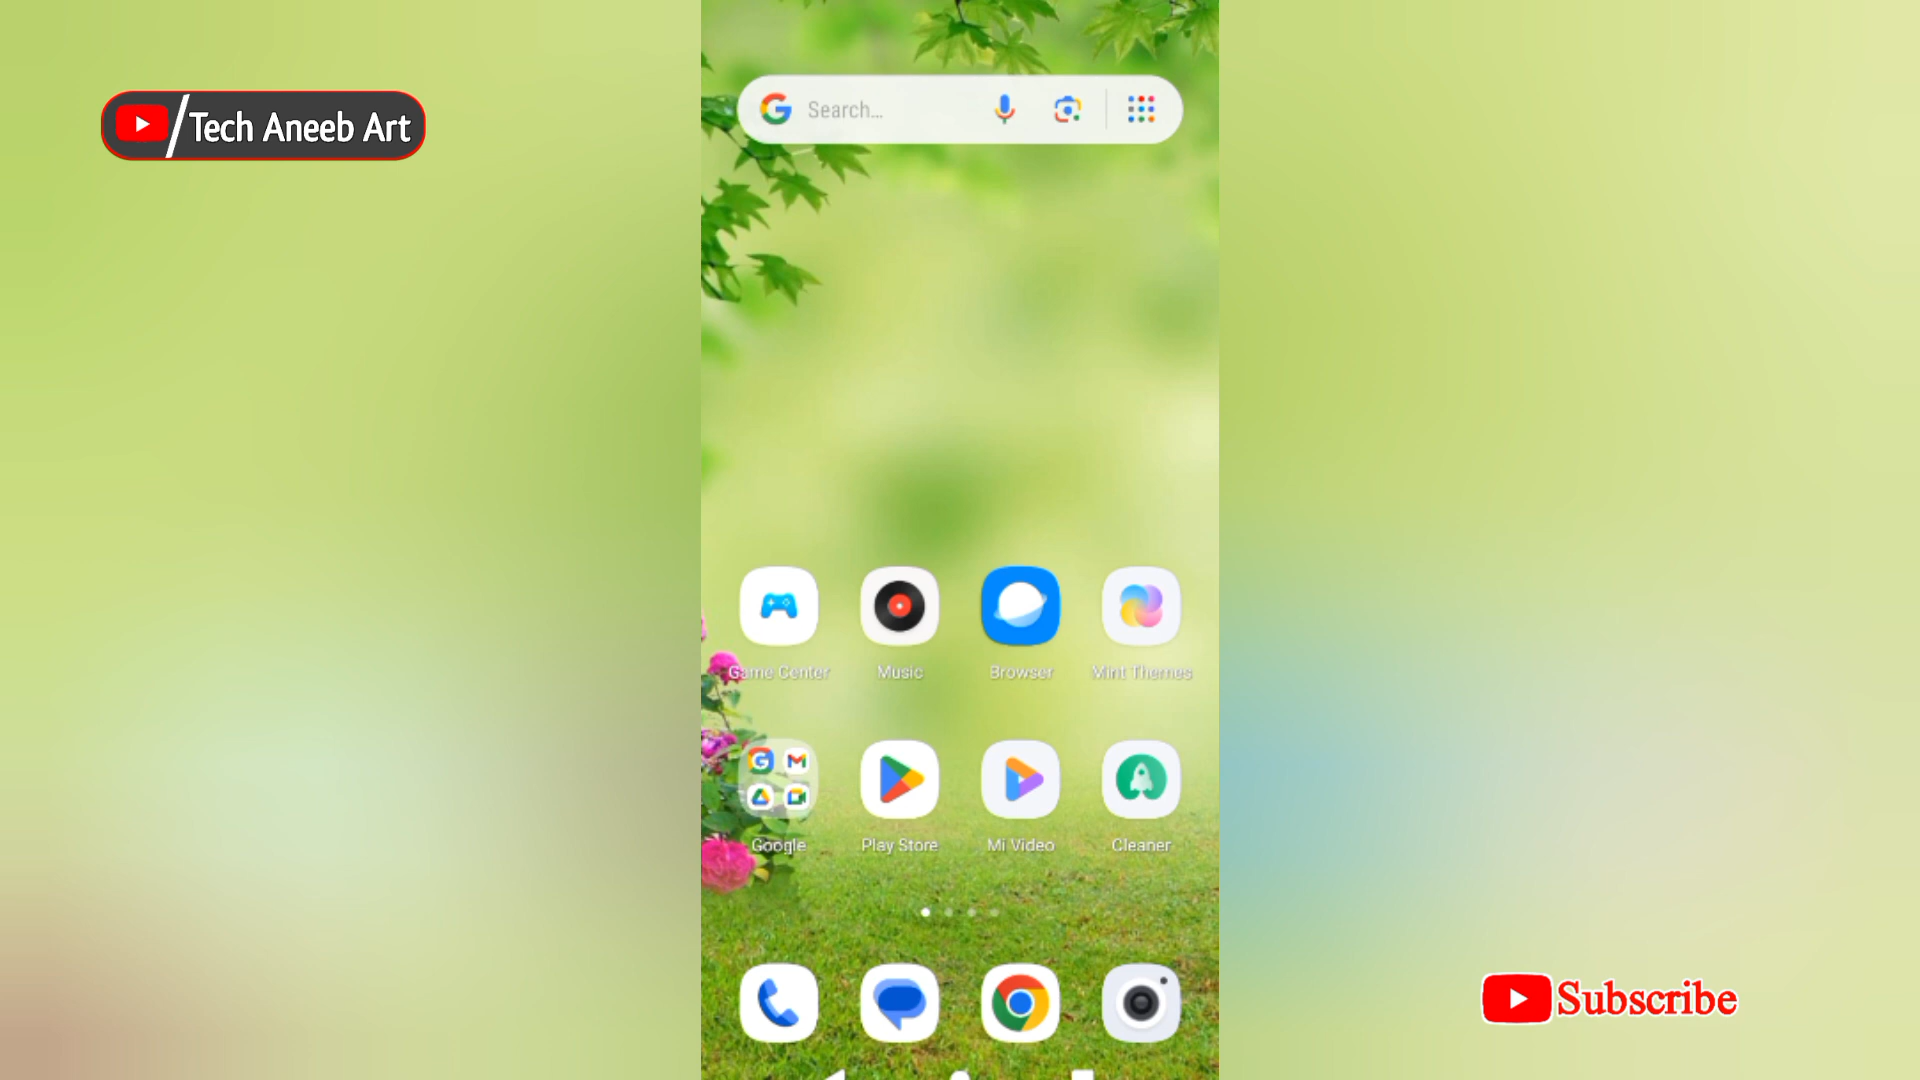 Tech Aneeb Art
Search...
Game Center
Music
Browser
Mint Themes
Google
Play Store
Mi Video
Cleaner
Subscribe